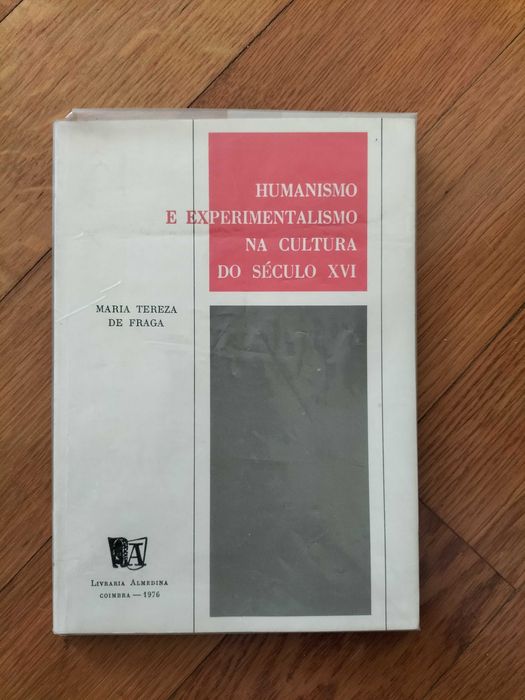 HUMANISMO
E EXPERIMENTALISMO
NA CULTURA
DO SÉCULO XVI
MARIA TEREZA
DE FRAGA
A
LIVRARIA ALMEDINA
COIMBRA — 1976